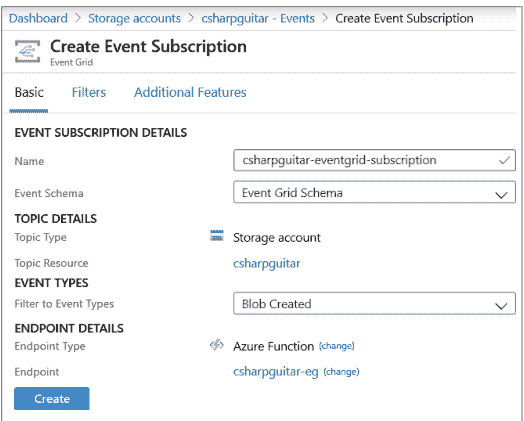 Dashboard > Storage accounts > csharpguitar - Events > Create Event Subscription
Create Event Subscription
Event Grid
Basic Filters Additional Features
EVENT SUBSCRIPTION DETAILS
Name csharpguitar-eventgrid-subscription
Event Schema Event Grid Schema
TOPIC DETAILS
Topic Type Storage account
Topic Resource csharpguitar
EVENT TYPES
Filter to Event Types Blob Created
ENDPOINT DETAILS
Endpoint Type Azure Function (change)
Endpoint csharpguitar-eg (change)
Create